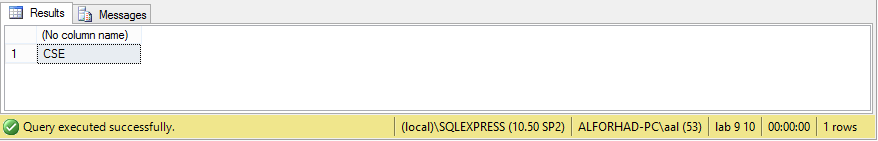 Results Messages
(No column name)
1 CSE
Query executed successfully. (local)\SQLEXPRESS (10.50 SP2) ALFORHAD-PC\aal (53) lab 9 10 00:00:00 1 rows